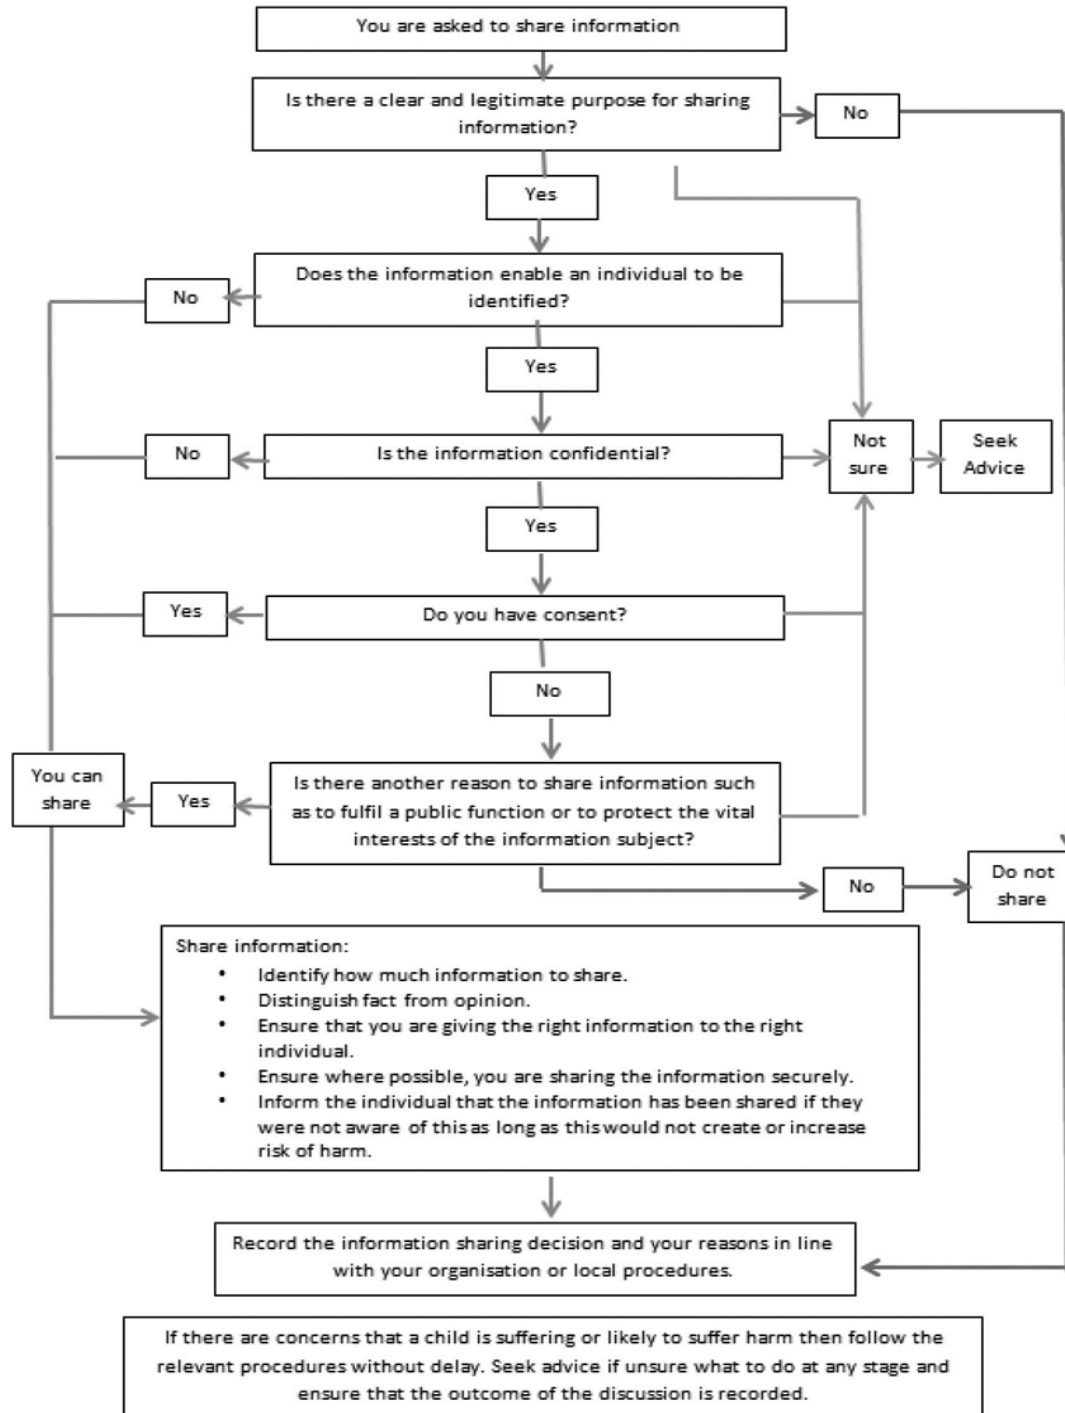 You are asked to share information
Is there a clear and legitimate purpose for sharing
information?
No
Yes
Does the information enable an individual to be
identified?
No
Yes
Is the information confidential?
No
Not
sure
Seek
Advice
Yes
Do you have consent?
Yes
No
Is there another reason to share information such
as to fulfil a public function or to protect the vital
interests of the information subject?
Yes
You can
share
No
Do not
share
Share information:
• Identify how much information to share.
• Distinguish fact from opinion.
• Ensure that you are giving the right information to the right
individual.
• Ensure where possible, you are sharing the information securely.
• Inform the individual that the information has been shared if they
were not aware of this as long as this would not create or increase
risk of harm.
Record the information sharing decision and your reasons in line
with your organisation or local procedures.
If there are concerns that a child is suffering or likely to suffer harm then follow the
relevant procedures without delay. Seek advice if unsure what to do at any stage and
ensure that the outcome of the discussion is recorded.